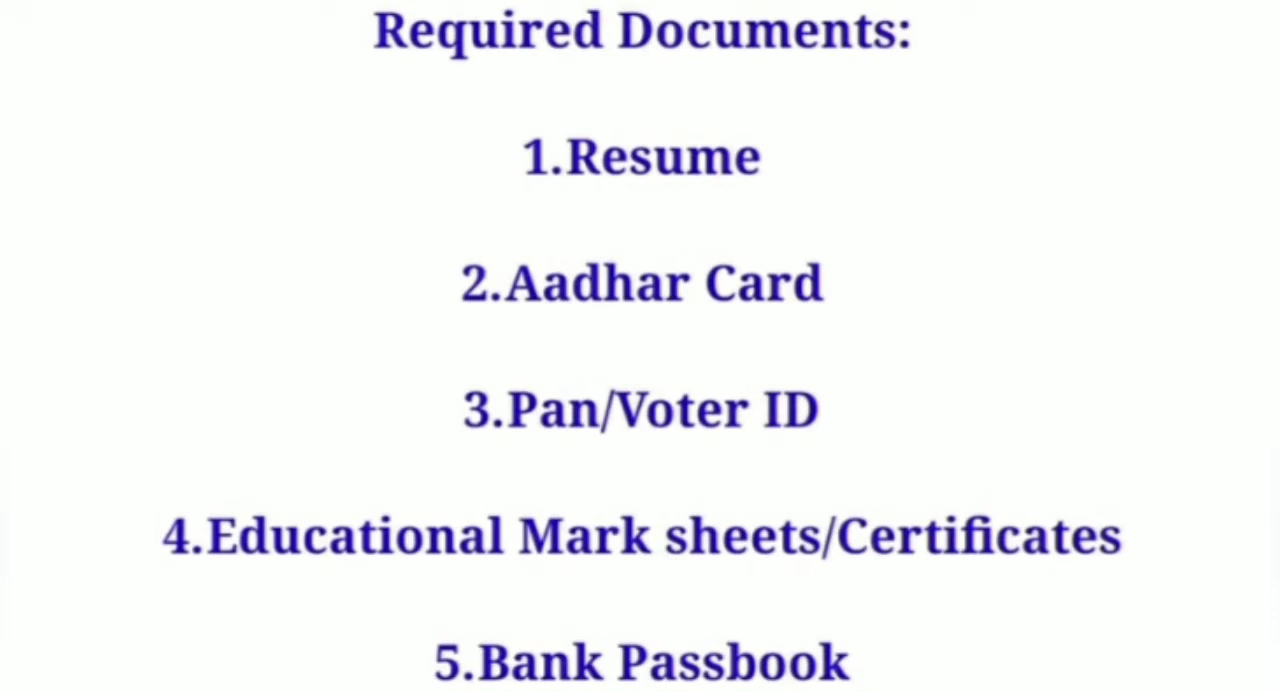 Required Documents:
1.Resume
2.Aadhar Card
3.Pan/Voter ID
4.Educational Mark sheets/Certificates
5.Bank Passbook